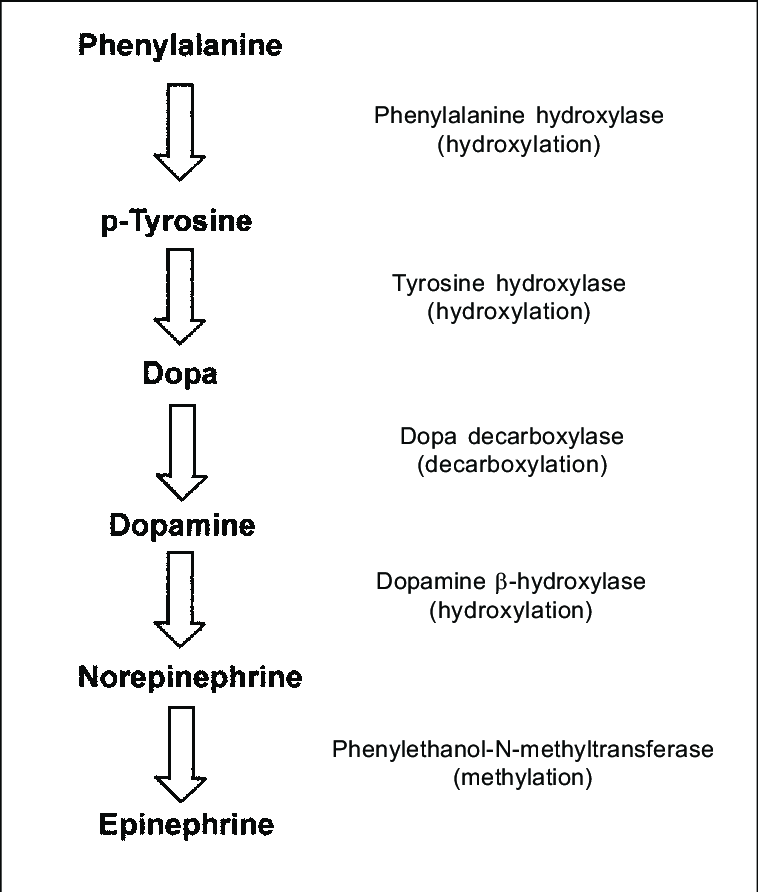 Phenylalanine
Phenylalanine hydroxylase
(hydroxylation)
p-Tyrosine
Tyrosine hydroxylase
(hydroxylation)
Dopa
Dopa decarboxylase
(decarboxylation)
Dopamine
Dopamine β-hydroxylase
(hydroxylation)
Norepinephrine
Phenylethanol-N-methyltransferase
(methylation)
Epinephrine